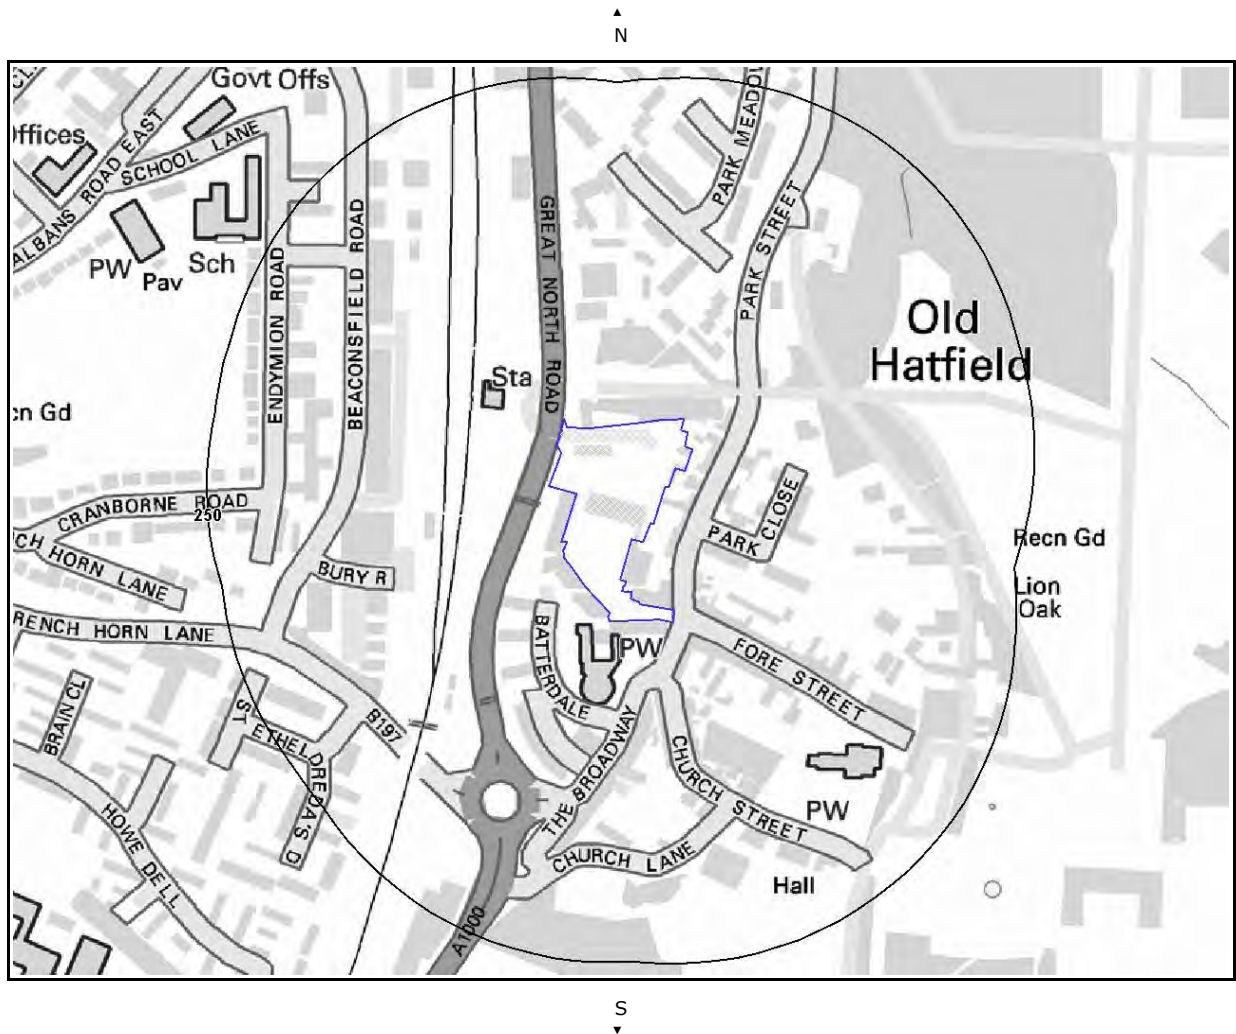 N
Govt Offs
Offices
SCHOOL LANE
ALBANS ROAD EAST
PW
Pav
Sch
PARK MEADOW
PARK STREET
GREAT NORTH ROAD
BEACONSFIELD ROAD
ENDYMION ROAD
PARK STREET
Old
Hatfield
Sta
cn Gd
CRANBORNE ROAD
250
CH HORN LANE
BURY R
PARK CLOSE
Recn Gd
Lion
Oak
RENCH HORN LANE
BATTERDALE
PW
FORE STREET
BRAIN CL
ST ETHELDREDA'S D
B197
THE BROADWAY
CHURCH STREET
PW
HOWE DELL
CHURCH LANE
Hall
A1000
S